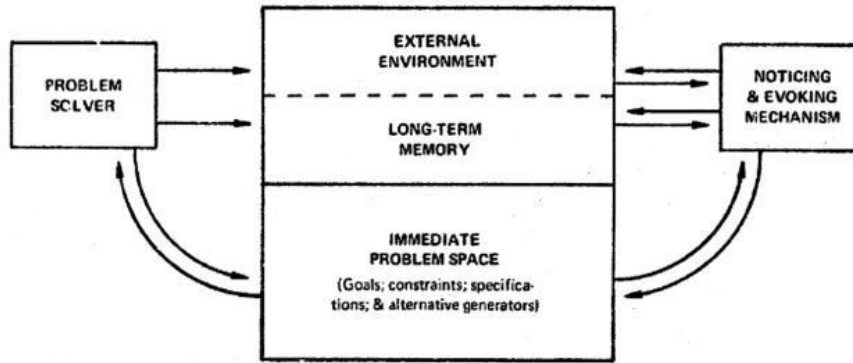 PROBLEM
SOLVER
EXTERNAL
ENVIRONMENT
LONG-TERM
MEMORY
IMMEDIATE
PROBLEM SPACE
(Goals; constraints; specifica-
tions; & alternative generators)
NOTICING
& EVOKING
MECHANISM